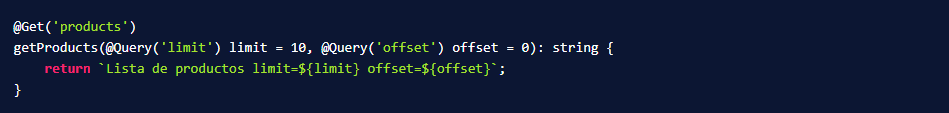 @Get('products')
getProducts(@Query('limit') limit = 10, @Query('offset') offset = 0): string {
    return `Lista de productos limit=${limit} offset=${offset}`;
}